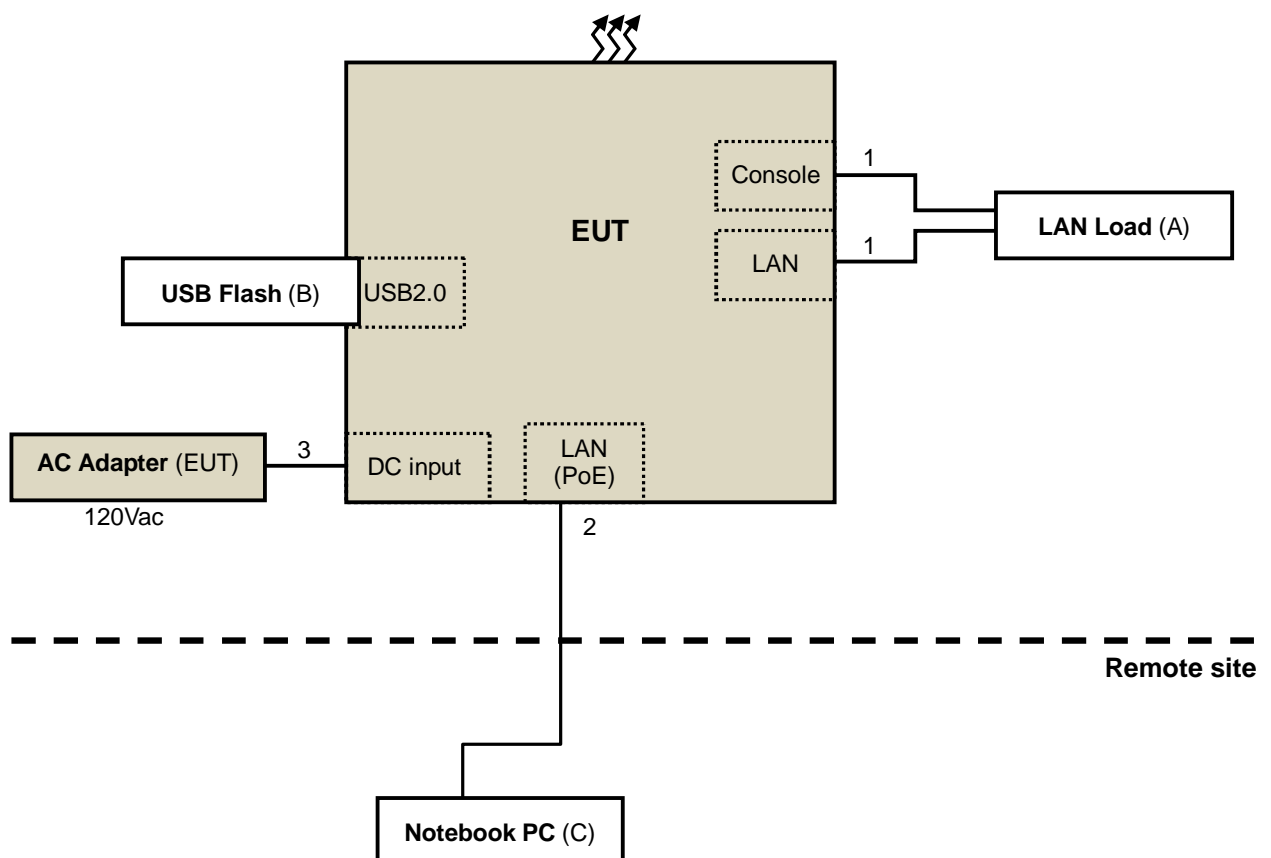 Console
1
EUT
LAN Load (A)
1
LAN
USB Flash (B)
USB2.0
AC Adapter (EUT)
3
DC input
LAN
(PoE)
120Vac
2
Remote site
Notebook PC (C)